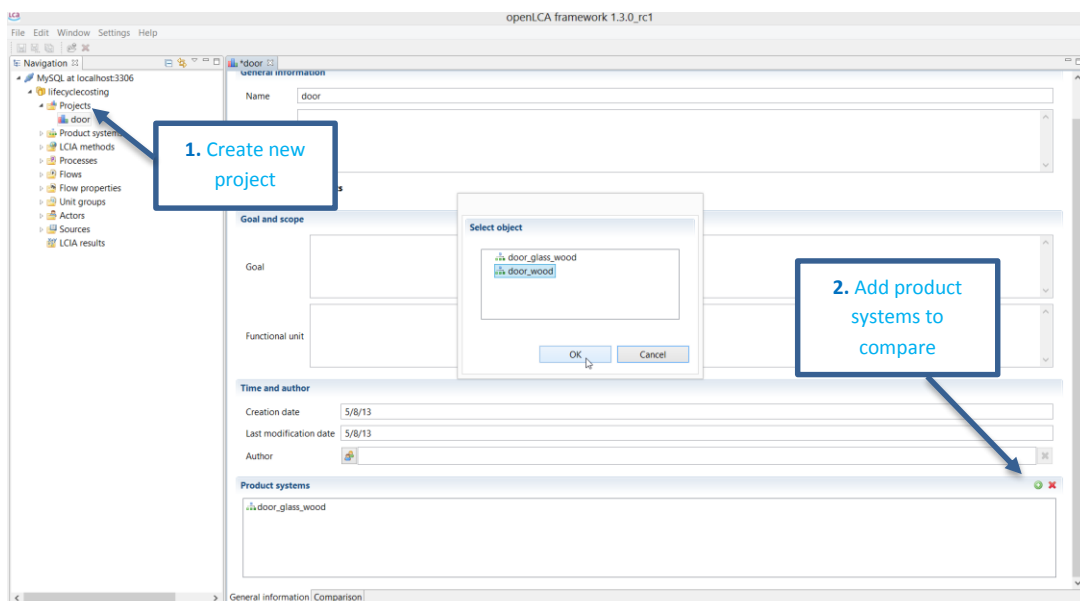 LCA
openLCA framework 1.3.0_rc1
File Edit Window Settings Help
Navigation
*door
MySQL at localhost:3306
lifecyclecosting
Projects
door
Product systems
LCIA methods
Processes
Flows
Flow properties
Unit groups
Actors
Sources
LCIA results
1. Create new
project
General information
Name door
s
Goal and scope
Goal
Functional unit
Select object
door_glass_wood
door_wood
OK Cancel
2. Add product
systems to
compare
Time and author
Creation date 5/8/13
Last modification date 5/8/13
Author
Product systems
door_glass_wood
General information Comparison